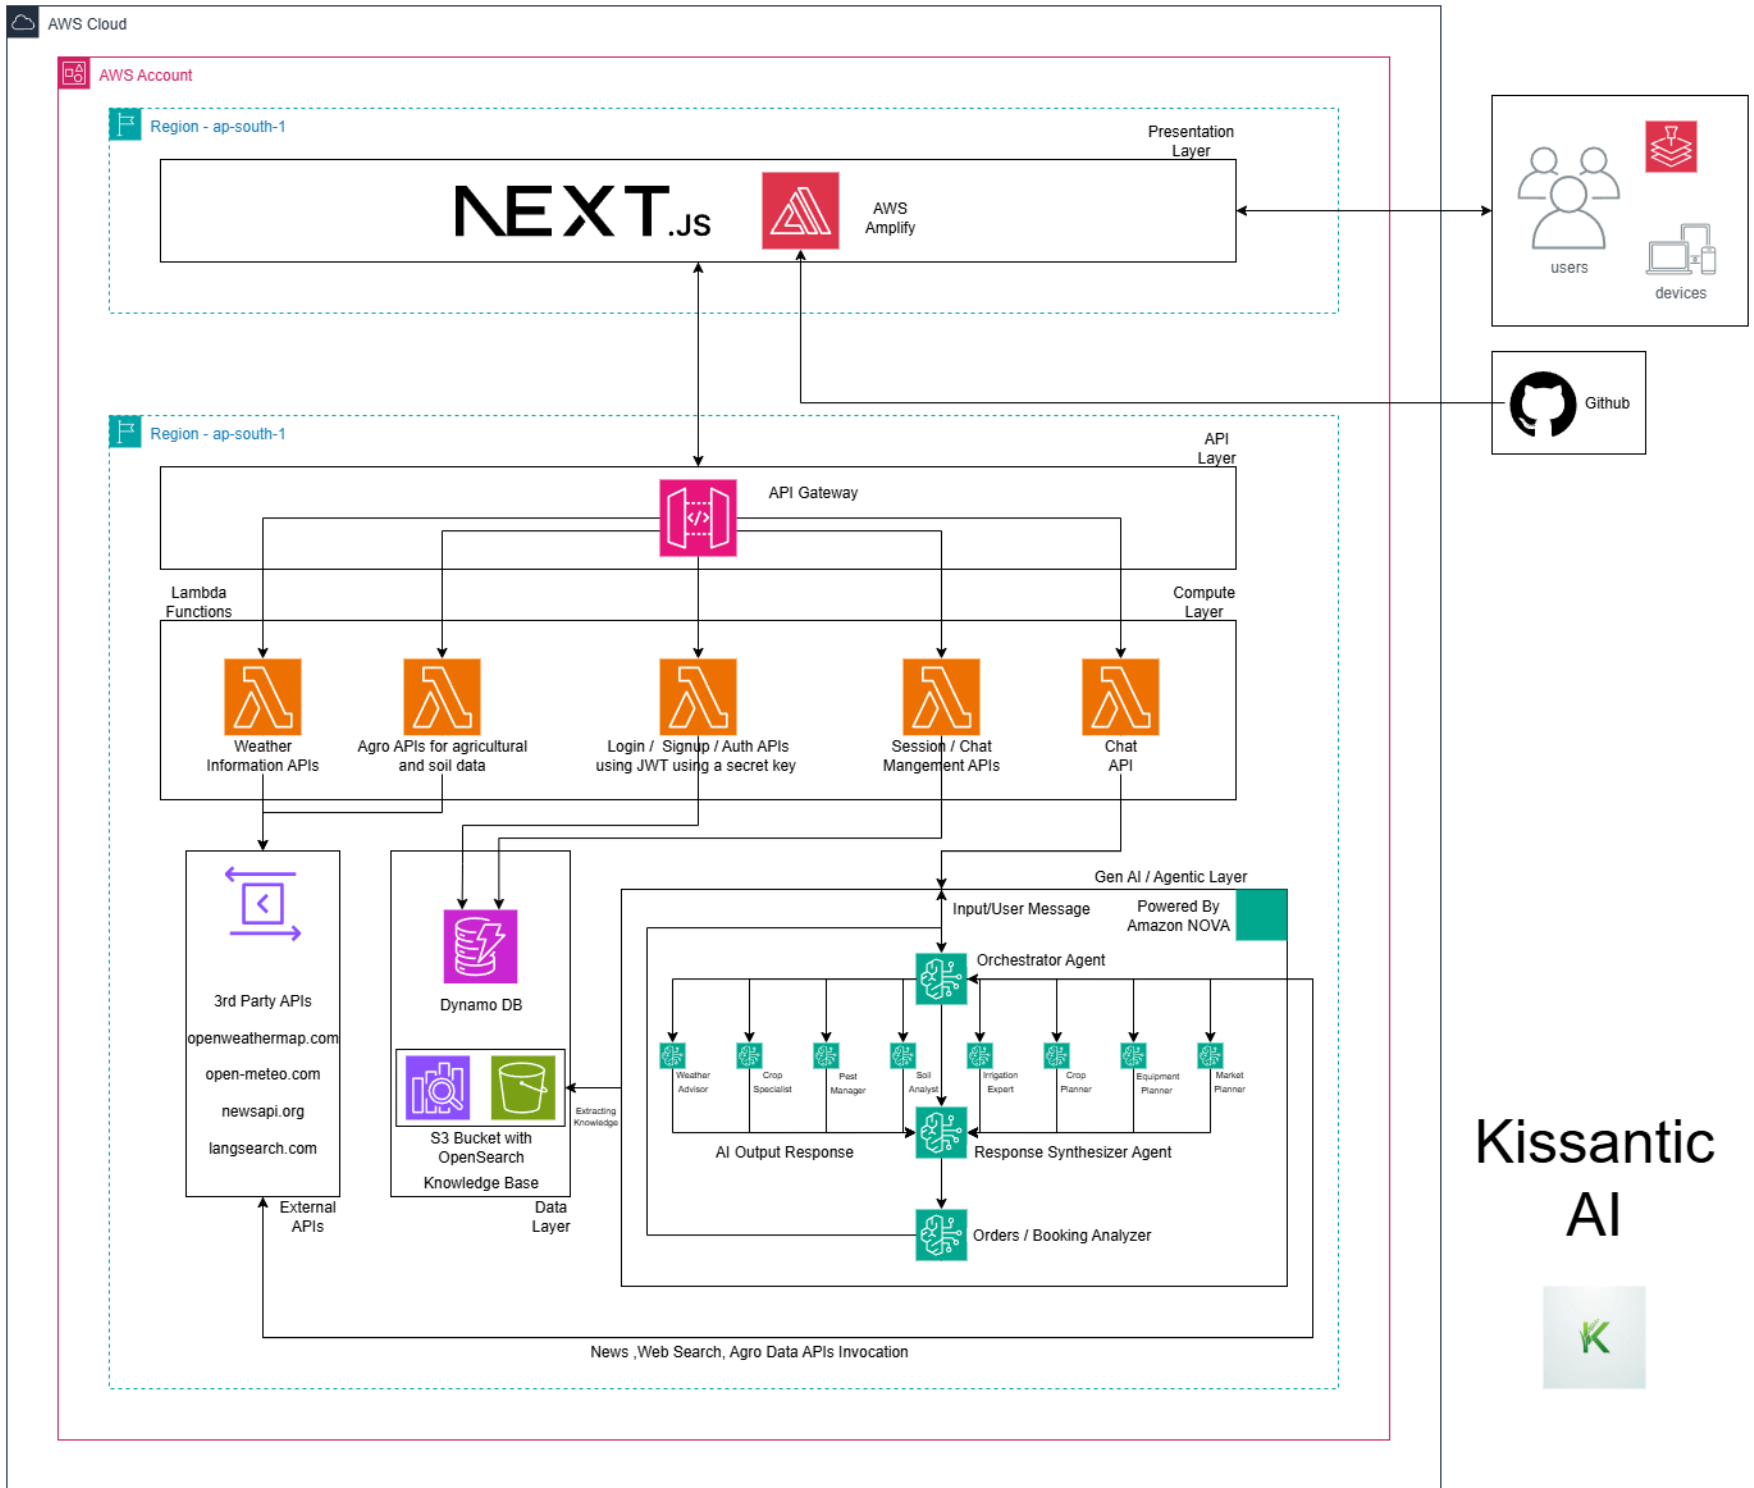 AWS Cloud
AWS Account
Region - ap-south-1
Presentation
Layer
NEXT.JS
AWS
Amplify
users
devices
Github
Region - ap-south-1
API
Layer
API Gateway
Lambda
Functions
Compute
Layer
Weather
Information APIs
Agro APIs for agricultural
and soil data
Login / Signup / Auth APIs
using JWT using a secret key
Session / Chat
Mangement APIs
Chat
API
Gen AI / Agentic Layer
Input/User Message
Powered By
Amazon NOVA
Orchestrator Agent
3rd Party APIs
openweathermap.com
open-meteo.com
newsapi.org
langsearch.com
External
APIs
Dynamo DB
S3 Bucket with
OpenSearch
Knowledge Base
Data
Layer
Extracting
Knowledge
Weather
Advisor
Crop
Specialist
Pest
Manager
Soil
Analyst
Irrigation
Expert
Crop
Planner
Equipment
Planner
Market
Planner
AI Output Response
Response Synthesizer Agent
Orders / Booking Analyzer
News ,Web Search, Agro Data APIs Invocation
Kissantic
AI
K